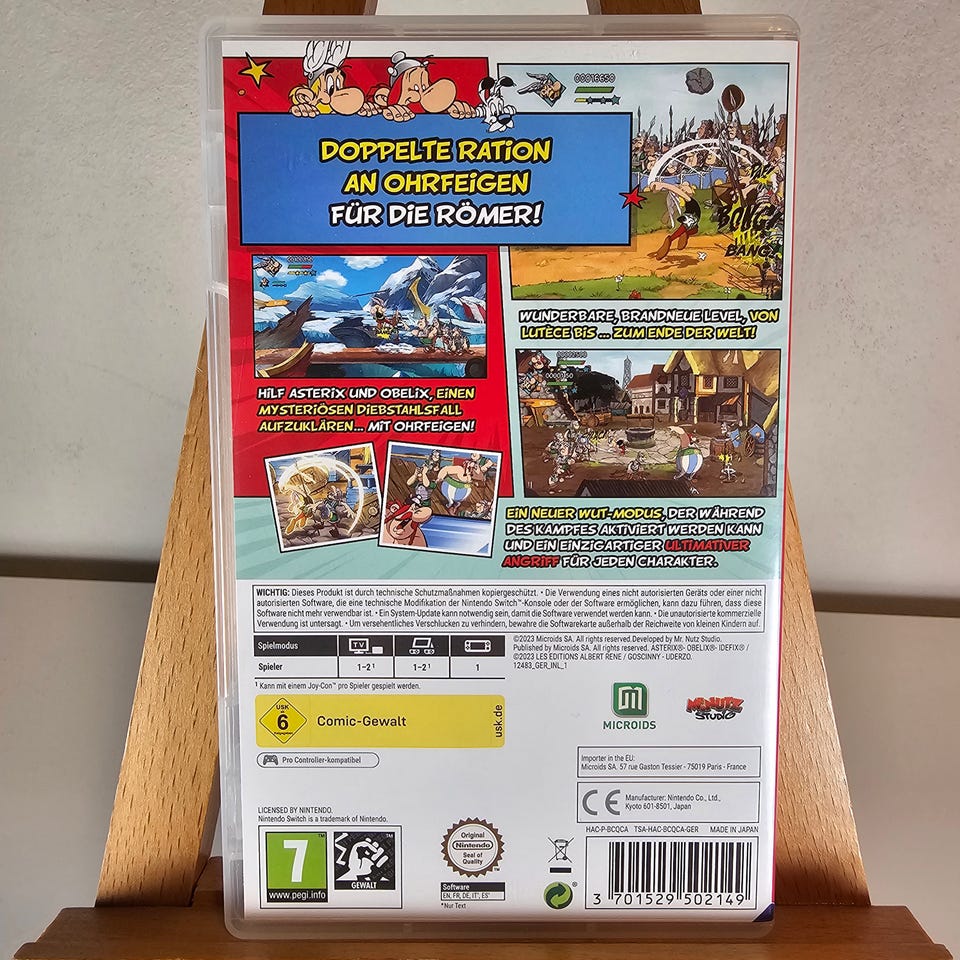 DOPPELTE RATION
AN OHRFEIGEN
FÜR DIE RÖMER!
00016650
BONG!
BANG!
WUNDERBARE, BRANDNEUE LEVEL, VON
LUTÈCE BIS ... ZUM ENDE DER WELT!
HILF ASTERIX UND OBELIX, EINEN
MYSTERIÖSEN DIEBSTAHLSFALL
AUFZUKLÄREN... MIT OHRFEIGEN!
EIN NEUER WUT-MODUS, DER WÄHREND
DES KAMPFES AKTIVIERT WERDEN KANN
UND EIN EINZIGARTIGER ULTIMATIVER
ANGRIFF FÜR JEDEN CHARAKTER.
WICHTIG: Dieses Produkt ist durch technische Schutzmaßnahmen kopiergeschützt. • Die Verwendung eines nicht autorisierten Geräts oder einer nicht
autorisierten Software, die eine technische Modifikation der Nintendo Switch™-Konsole oder der Software ermöglichen, kann dazu führen, dass diese
Software nicht mehr verwendbar ist. • Ein System-Update kann notwendig sein, damit die Software verwendet werden kann. • Die unautorisierte kommerzielle
Verwendung ist untersagt. • Um versehentliches Verschlucken zu verhindern, bewahre die Softwarekarte außerhalb der Reichweite von kleinen Kindern auf.
Spielmodus TV
Spieler 1-2¹ 1-2¹ 1
¹ Kann mit einem Joy-Con™ pro Spieler gespielt werden.
©2023 Microids SA. All rights reserved.Developed by Mr. Nutz Studio.
Published by Microids SA. All rights reserved. ASTERIX®- OBELIX®- IDEFIX® /
©2023 LES EDITIONS ALBERT RENE / GOSCINNY - UDERZO.
12483_GER_INL_1
USK
6
Comic-Gewalt
usk.de
MICROIDS
MR.NUTZ
STUDIO
Pro Controller-kompatibel
Importer in the EU:
Microids SA. 57 rue Gaston Tessier - 75019 Paris - France
CE
Manufacturer: Nintendo Co., Ltd.,
Kyoto 601-8501, Japan
LICENSED BY NINTENDO.
Nintendo Switch is a trademark of Nintendo.
HAC-P-BCQCA TSA-HAC-BCQCA-GER MADE IN JAPAN
7
www.pegi.info
GEWALT
Original
Nintendo
Seal of
Quality
Software
EN, FR, DE, IT*, ES*
*Nur Text
3 701529 502149